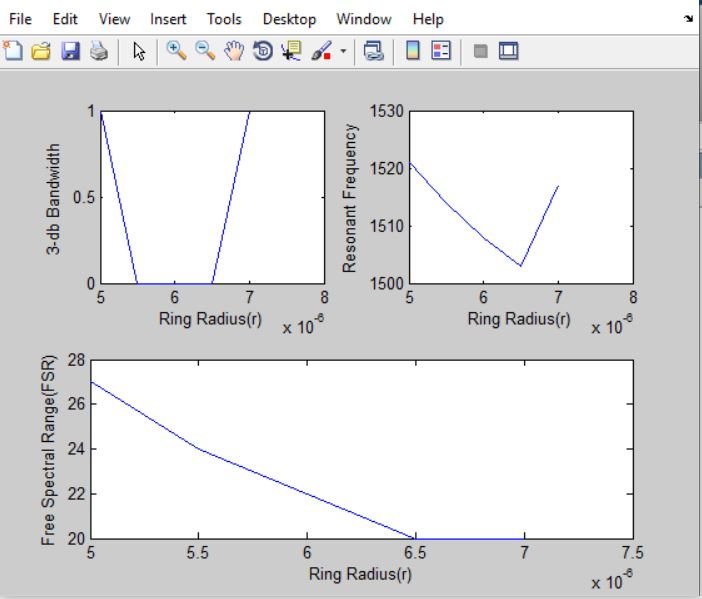 File Edit View Insert Tools Desktop Window Help
1
0.5
0
3-db Bandwidth
5 6 7 8
Ring Radius(r)
x 10^-6
1530
1520
1510
1500
Resonant Frequency
5 6 7 8
Ring Radius(r)
x 10^-6
28
26
24
22
20
Free Spectral Range(FSR)
5 5.5 6 6.5 7 7.5
Ring Radius(r)
x 10^-6